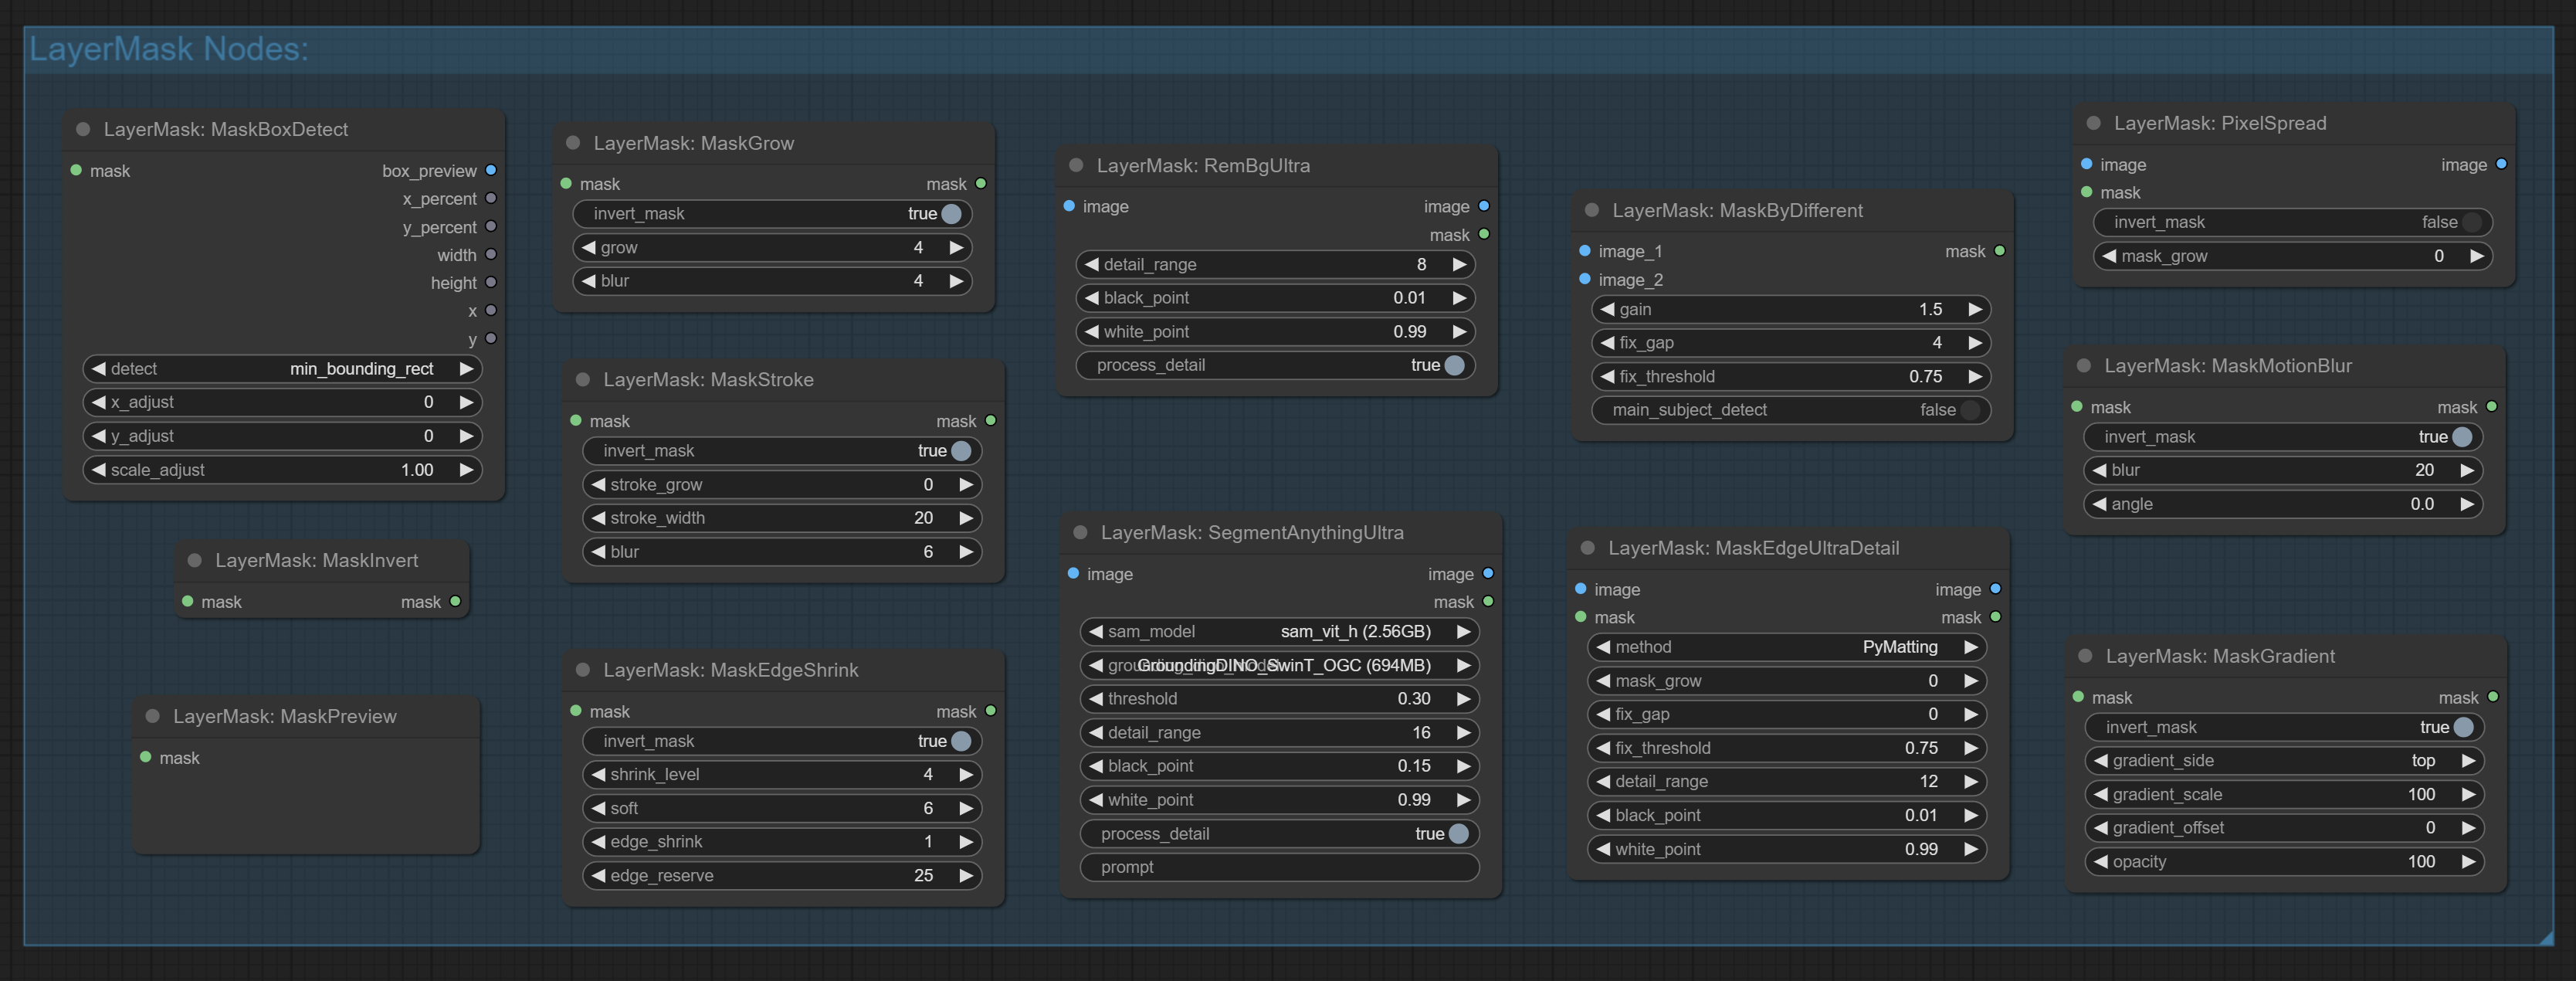 LayerMask Nodes:
LayerMask: MaskBoxDetect
mask box_preview
x_percent
y_percent
width
height
x
y
detect min_bounding_rect
x_adjust 0
y_adjust 0
scale_adjust 1.00
LayerMask: MaskInvert
mask mask
LayerMask: MaskPreview
mask
LayerMask: MaskGrow
mask mask
invert_mask true
grow 4
blur 4
LayerMask: MaskStroke
mask mask
invert_mask true
stroke_grow 0
stroke_width 20
blur 6
LayerMask: MaskEdgeShrink
mask mask
invert_mask true
shrink_level 4
soft 6
edge_shrink 1
edge_reserve 25
LayerMask: RemBgUltra
image image
mask
detail_range 8
black_point 0.01
white_point 0.99
process_detail true
LayerMask: SegmentAnythingUltra
image image
mask
sam_model sam_vit_h (2.56GB)
GroundingDINO_SwinT_OGC (694MB)
threshold 0.30
detail_range 16
black_point 0.15
white_point 0.99
process_detail true
prompt
LayerMask: MaskByDifferent
image_1 mask
image_2
gain 1.5
fix_gap 4
fix_threshold 0.75
main_subject_detect false
LayerMask: MaskEdgeUltraDetail
image image
mask mask
method PyMatting
mask_grow 0
fix_gap 0
fix_threshold 0.75
detail_range 12
black_point 0.01
white_point 0.99
LayerMask: PixelSpread
image image
mask
invert_mask false
mask_grow 0
LayerMask: MaskMotionBlur
mask mask
invert_mask true
blur 20
angle 0.0
LayerMask: MaskGradient
mask mask
invert_mask true
gradient_side top
gradient_scale 100
gradient_offset 0
opacity 100